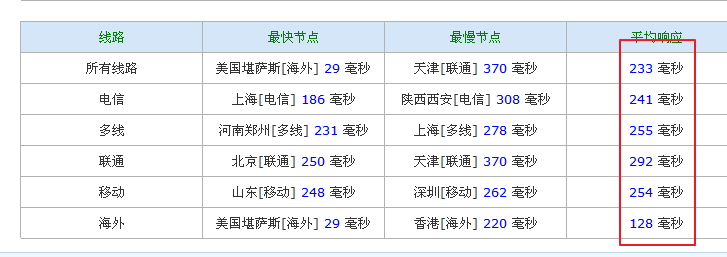 线路 最快节点 最慢节点 平均响应
所有线路 美国堪萨斯[海外] 29 毫秒 天津[联通] 370 毫秒 233 毫秒
电信 上海[电信] 186 毫秒 陕西西安[电信] 308 毫秒 241 毫秒
多线 河南郑州[多线] 231 毫秒 上海[多线] 278 毫秒 255 毫秒
联通 北京[联通] 250 毫秒 天津[联通] 370 毫秒 292 毫秒
移动 山东[移动] 248 毫秒 深圳[移动] 262 毫秒 254 毫秒
海外 美国堪萨斯[海外] 29 毫秒 香港[海外] 220 毫秒 128 毫秒